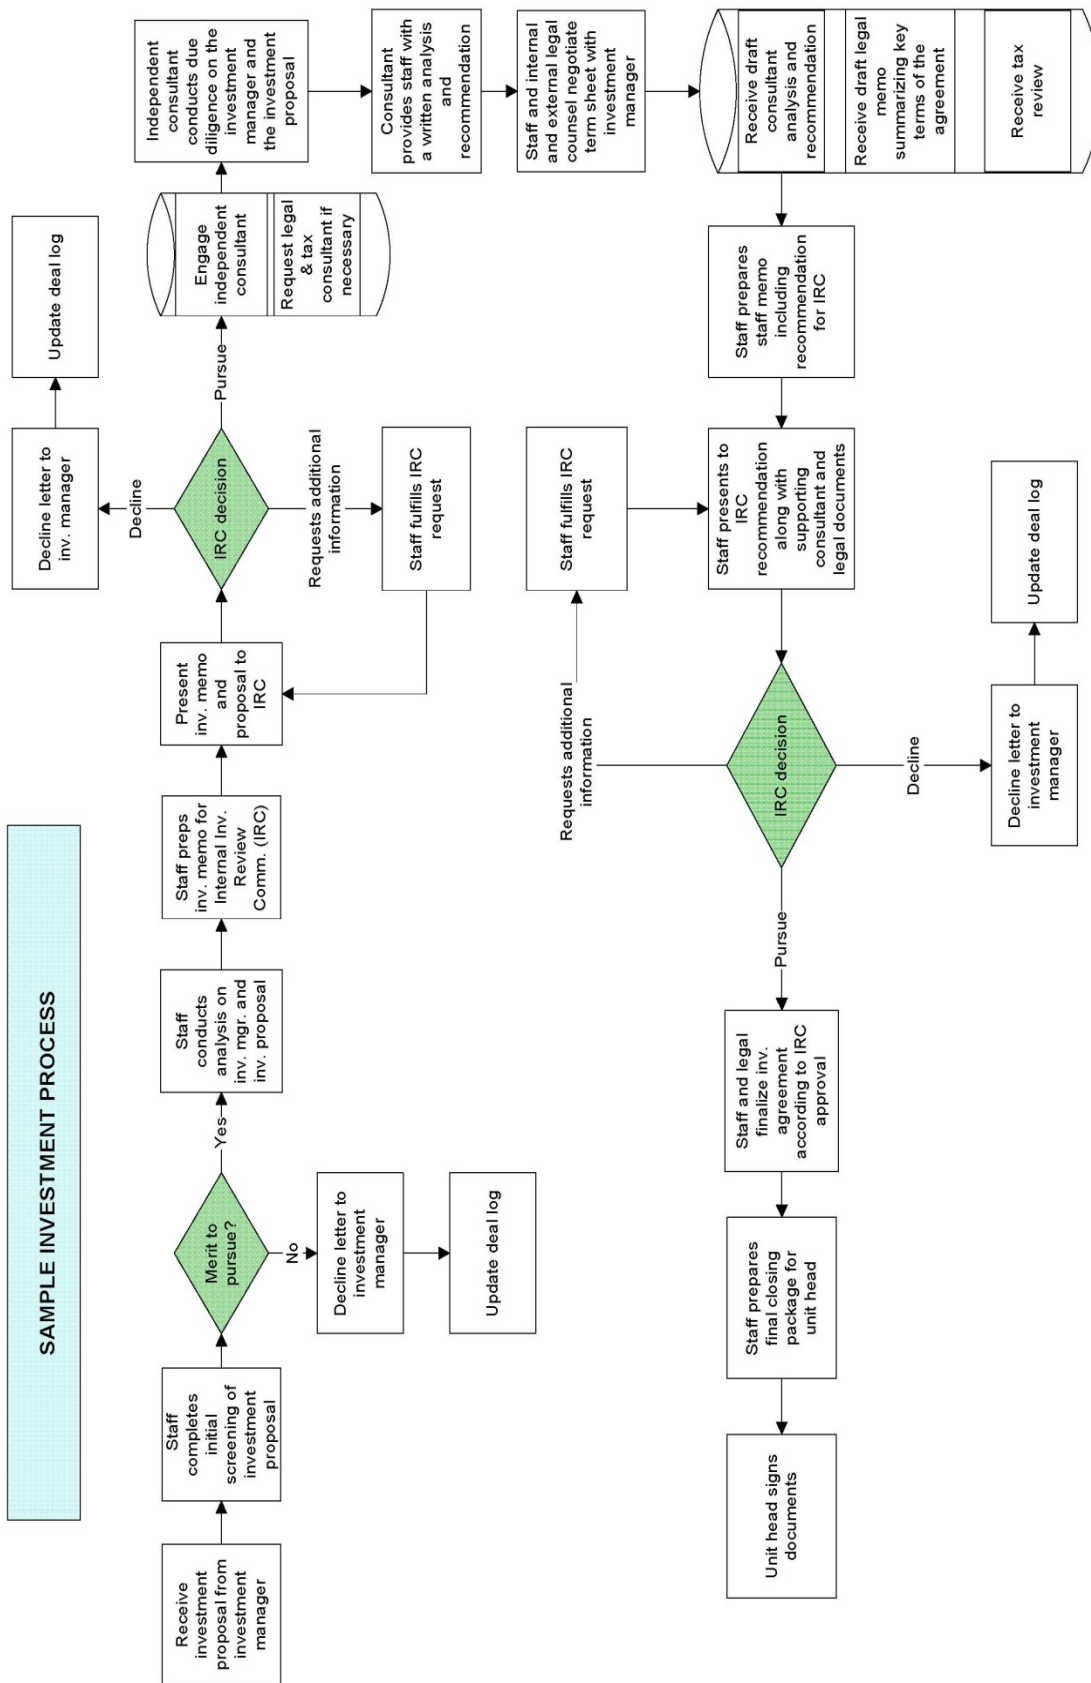 SAMPLE INVESTMENT PROCESS
Receive
investment
proposal from
investment
manager
Staff
completes
initial
screening of
investment
proposal
Merit to
pursue?
Yes
No
Decline letter to
investment
manager
Update deal log
Staff
conducts
analysis on
inv. mgr. and
inv. proposal
Staff preps
inv. memo for
Internal Inv.
Review
Comm. (IRC)
Present
inv. memo
and
proposal to
IRC
IRC decision
Decline
Decline letter to
inv. manager
Update deal log
Requests additional
information
Staff fulfills IRC
request
Pursue
Engage
independent
consultant
Request legal
& tax
consultant if
necessary
Independent
consultant
conducts due
diligence on the
investment
manager and
the investment
proposal
Consultant
provides staff with
a written analysis
and
recommendation
Staff and internal
and external legal
counsel negotiate
term sheet with
investment
manager
Receive draft
consultant
analysis and
recommendation
Receive draft legal
memo
summarizing key
terms of the
agreement
Receive tax
review
Staff prepares
staff memo
including
recommendation
for IRC
Staff presents to
IRC
recommendation
along with
supporting
consultant and
legal documents
Staff fulfills IRC
request
Requests additional
information
IRC decision
Decline
Decline letter to
investment
manager
Update deal log
Pursue
Staff and legal
finalize inv.
agreement
according to IRC
approval
Staff prepares
final closing
package for
unit head
Unit head signs
documents